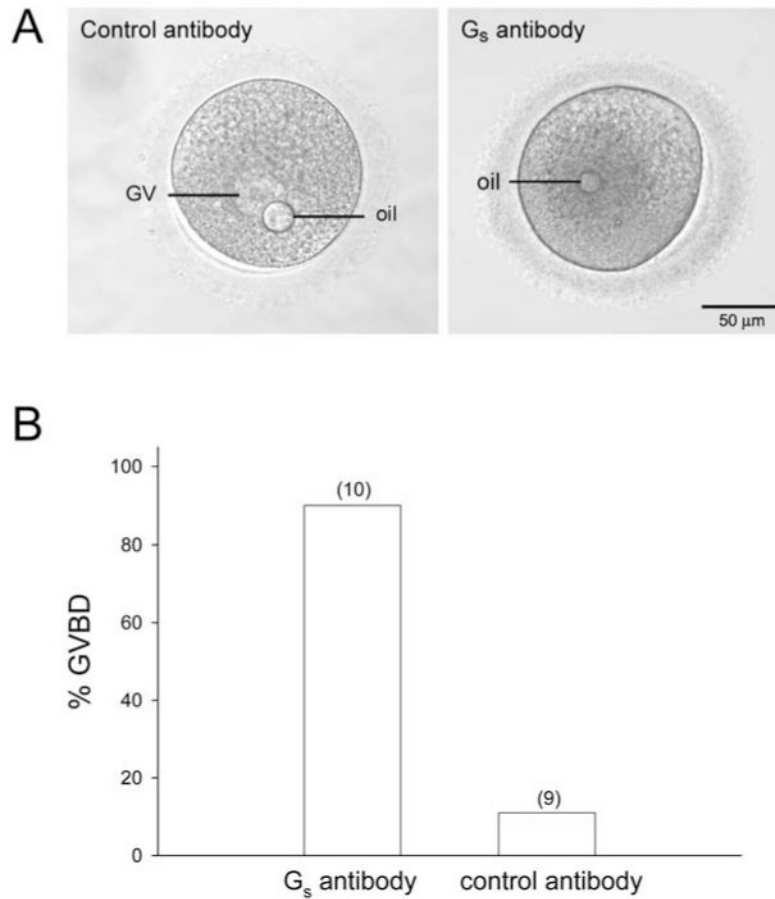 A
Control antibody
GV
oil
Gs antibody
oil
50 μm
B
% GVBD
100
80
60
40
20
0
(10)
(9)
Gs antibody
control antibody